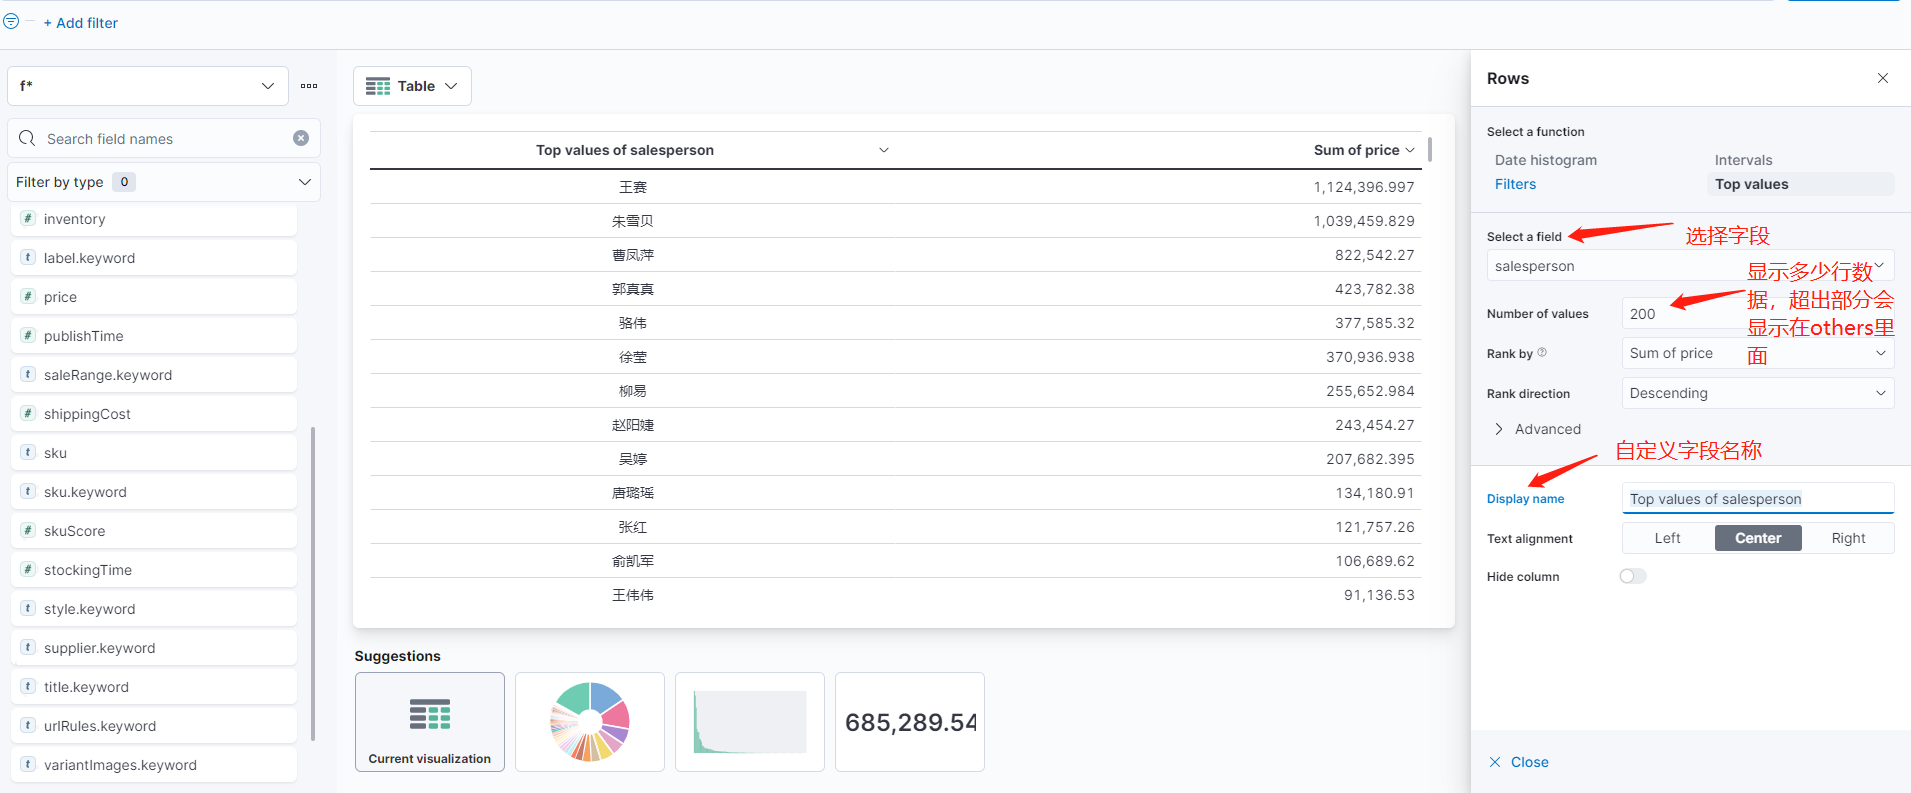 + Add filter
f*
Search field names
Filter by type 0
# inventory
t label.keyword
# price
# publishTime
t saleRange.keyword
# shippingCost
t sku
t sku.keyword
# skuScore
# stockingTime
t style.keyword
t supplier.keyword
t title.keyword
t urlRules.keyword
t variantImages.keyword
Table
Top values of salesperson Sum of price
王赛 1,124,396.997
朱雪贝 1,039,459.829
曹凤萍 822,542.27
郭真真 423,782.38
骆伟 377,585.32
徐莹 370,936.938
柳易 255,652.984
赵阳婕 243,454.27
吴婷 207,682.395
唐璐瑶 134,180.91
张红 121,757.26
俞凯军 106,689.62
王伟伟 91,136.53
Suggestions
Current visualization
685,289.54
Rows
Select a function
Date histogram Intervals
Filters Top values
Select a field 选择字段
salesperson
显示多少行数
据，超出部分会
显示在others里
面
Number of values 200
Rank by Sum of price
Rank direction Descending
Advanced
自定义字段名称
Display name Top values of salesperson
Text alignment Left Center Right
Hide column
Close